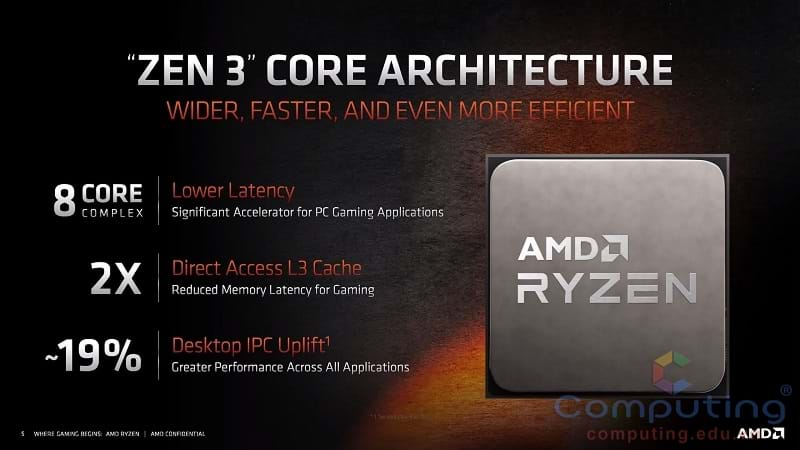 “ZEN 3” CORE ARCHITECTURE
WIDER, FASTER, AND EVEN MORE EFFICIENT
8 CORE
COMPLEX
Lower Latency
Significant Accelerator for PC Gaming Applications
2X
Direct Access L3 Cache
Reduced Memory Latency for Gaming
~19%
Desktop IPC Uplift¹
Greater Performance Across All Applications
AMD
RYZEN
Computing
computing.edu.
5 WHERE GAMING BEGINS: AMD RYZEN | AMD CONFIDENTIAL
AMD